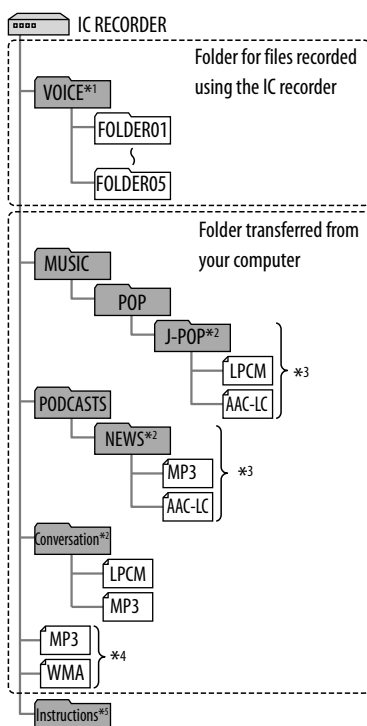 IC RECORDER
Folder for files recorded
using the IC recorder
VOICE*1
FOLDER01
FOLDER05
Folder transferred from
your computer
MUSIC
POP
J-POP*2
LPCM
*3
AAC-LC
PODCASTS
NEWS*2
MP3
*3
AAC-LC
Conversation*2
LPCM
MP3
MP3
*4
WMA
Instructions*5